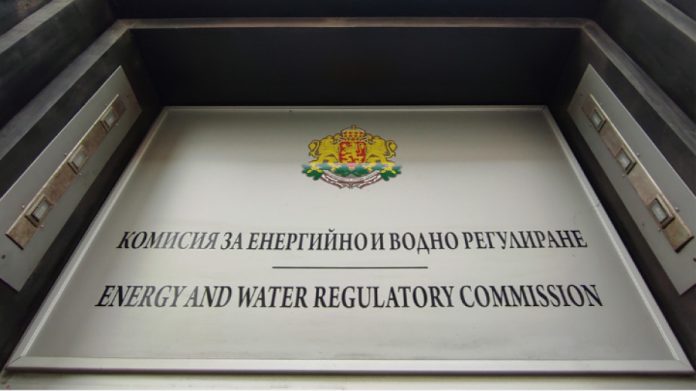 КОМИСИЯ ЗА ЕНЕРГИЙНО И ВОДНО РЕГУЛИРАНЕ
ENERGY AND WATER REGULATORY COMMISSION